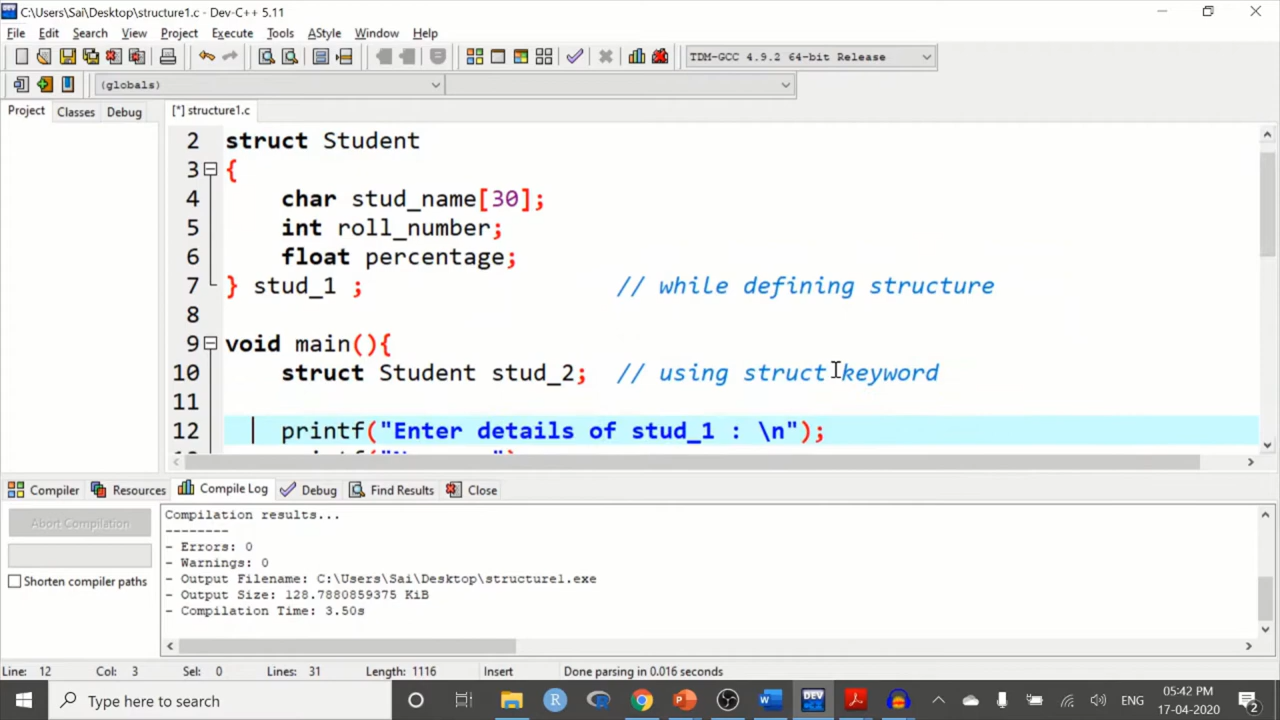 C:\Users\Sai\Desktop\structure1.c - Dev-C++ 5.11
File Edit Search View Project Execute Tools AStyle Window Help
TDM-GCC 4.9.2 64-bit Release
(globals)
Project Classes Debug [*] structure1.c
2 struct Student
3 {
4 char stud_name[30];
5 int roll_number;
6 float percentage;
7 } stud_1 ; // while defining structure
8
9 void main(){
10 struct Student stud_2; // using struct keyword
11
12 printf("Enter details of stud_1 : \n");
Compiler Resources Compile Log Debug Find Results Close
Abort Compilation
Shorten compiler paths
Compilation results...
--------
- Errors: 0
- Warnings: 0
- Output Filename: C:\Users\Sai\Desktop\structure1.exe
- Output Size: 128.7880859375 KiB
- Compilation Time: 3.50s
Line: 12 Col: 3 Sel: 0 Lines: 31 Length: 1116 Insert Done parsing in 0.016 seconds
Type here to search
ENG
05:42 PM
17-04-2020
2